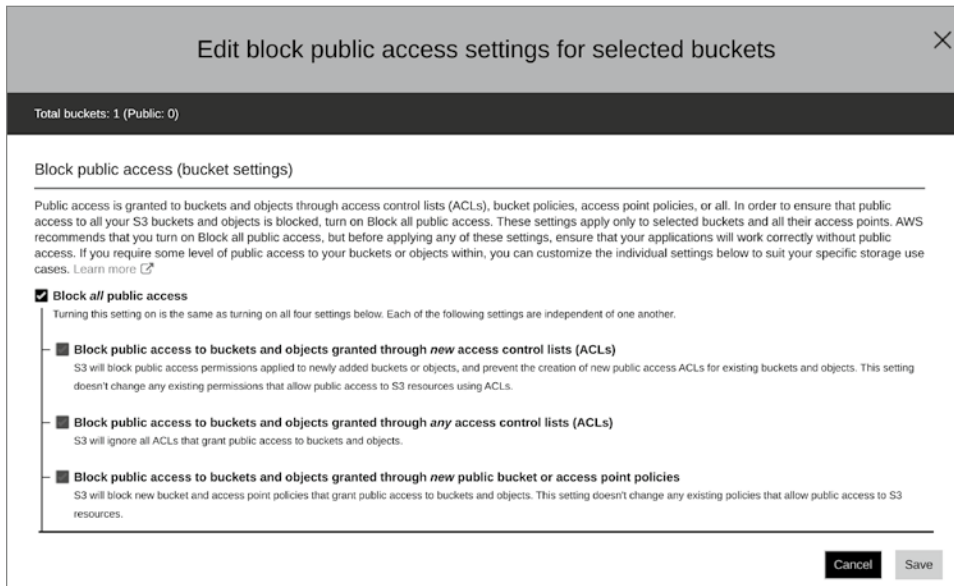 Edit block public access settings for selected buckets
Total buckets: 1 (Public: 0)
Block public access (bucket settings)
Public access is granted to buckets and objects through access control lists (ACLs), bucket policies, access point policies, or all. In order to ensure that public
access to all your S3 buckets and objects is blocked, turn on Block all public access. These settings apply only to selected buckets and all their access points. AWS
recommends that you turn on Block all public access, but before applying any of these settings, ensure that your applications will work correctly without public
access. If you require some level of public access to your buckets or objects within, you can customize the individual settings below to suit your specific storage use
cases. Learn more
Block all public access
Turning this setting on is the same as turning on all four settings below. Each of the following settings are independent of one another.
Block public access to buckets and objects granted through new access control lists (ACLs)
S3 will block public access permissions applied to newly added buckets or objects, and prevent the creation of new public access ACLs for existing buckets and objects. This setting
doesn't change any existing permissions that allow public access to S3 resources using ACLs.
Block public access to buckets and objects granted through any access control lists (ACLs)
S3 will ignore all ACLs that grant public access to buckets and objects.
Block public access to buckets and objects granted through new public bucket or access point policies
S3 will block new bucket and access point policies that grant public access to buckets and objects. This setting doesn't change any existing policies that allow public access to S3
resources.
Cancel Save